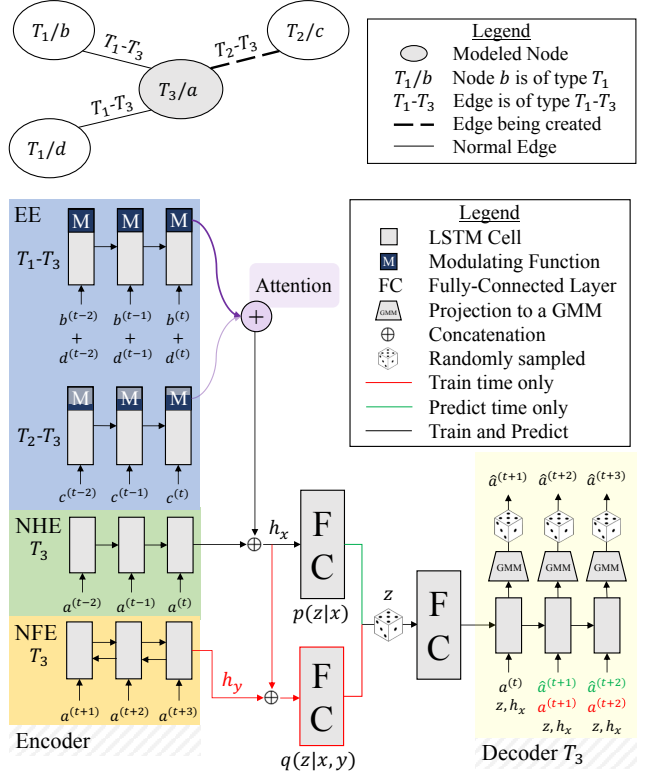 T₁/b
T₁-T₃
T₂-T₃
T₂/c
T₃/a
T₁-T₃
T₁/d
Legend
Modeled Node
T₁/b Node b is of type T₁
T₁-T₃ Edge is of type T₁-T₃
Edge being created
Normal Edge
EE
M M M
T₁-T₃
b⁽ᵗ⁻²⁾ b⁽ᵗ⁻¹⁾ b⁽ᵗ⁾
+ + +
d⁽ᵗ⁻²⁾ d⁽ᵗ⁻¹⁾ d⁽ᵗ⁾
Attention
+
M M M
T₂-T₃
c⁽ᵗ⁻²⁾ c⁽ᵗ⁻¹⁾ c⁽ᵗ⁾
Legend
LSTM Cell
M Modulating Function
FC Fully-Connected Layer
GMM Projection to a GMM
⊕ Concatenation
Randomly sampled
Train time only
Predict time only
Train and Predict
NHE
T₃
a⁽ᵗ⁻²⁾ a⁽ᵗ⁻¹⁾ a⁽ᵗ⁾
⊕
hₓ
F
C
p(z|x)
NFE
T₃
a⁽ᵗ⁺¹⁾ a⁽ᵗ⁺²⁾ a⁽ᵗ⁺³⁾
h_y
⊕
F
C
q(z|x, y)
Encoder
z
F
C
â⁽ᵗ⁺¹⁾ â⁽ᵗ⁺²⁾ â⁽ᵗ⁺³⁾
GMM GMM GMM
a⁽ᵗ⁾ â⁽ᵗ⁺¹⁾ â⁽ᵗ⁺²⁾
z, hₓ a⁽ᵗ⁺¹⁾ a⁽ᵗ⁺²⁾
z, hₓ z, hₓ
Decoder T₃